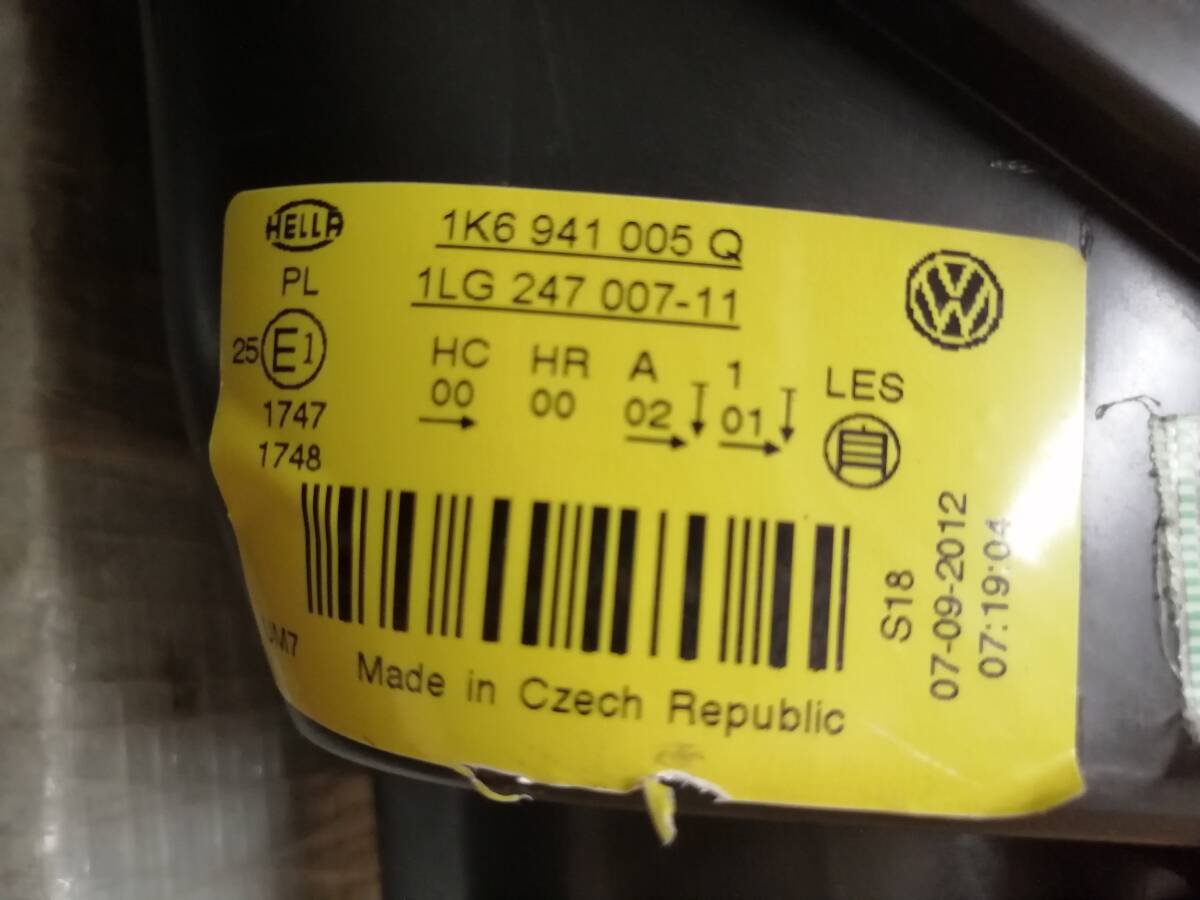 HELLA
1K6 941 005 Q
1LG 247 007-11
PL
25 E1
1747
1748
HC HR A 1
00 00 02 01
LES
S18
07-09-2012
07:19:04
Made in Czech Republic